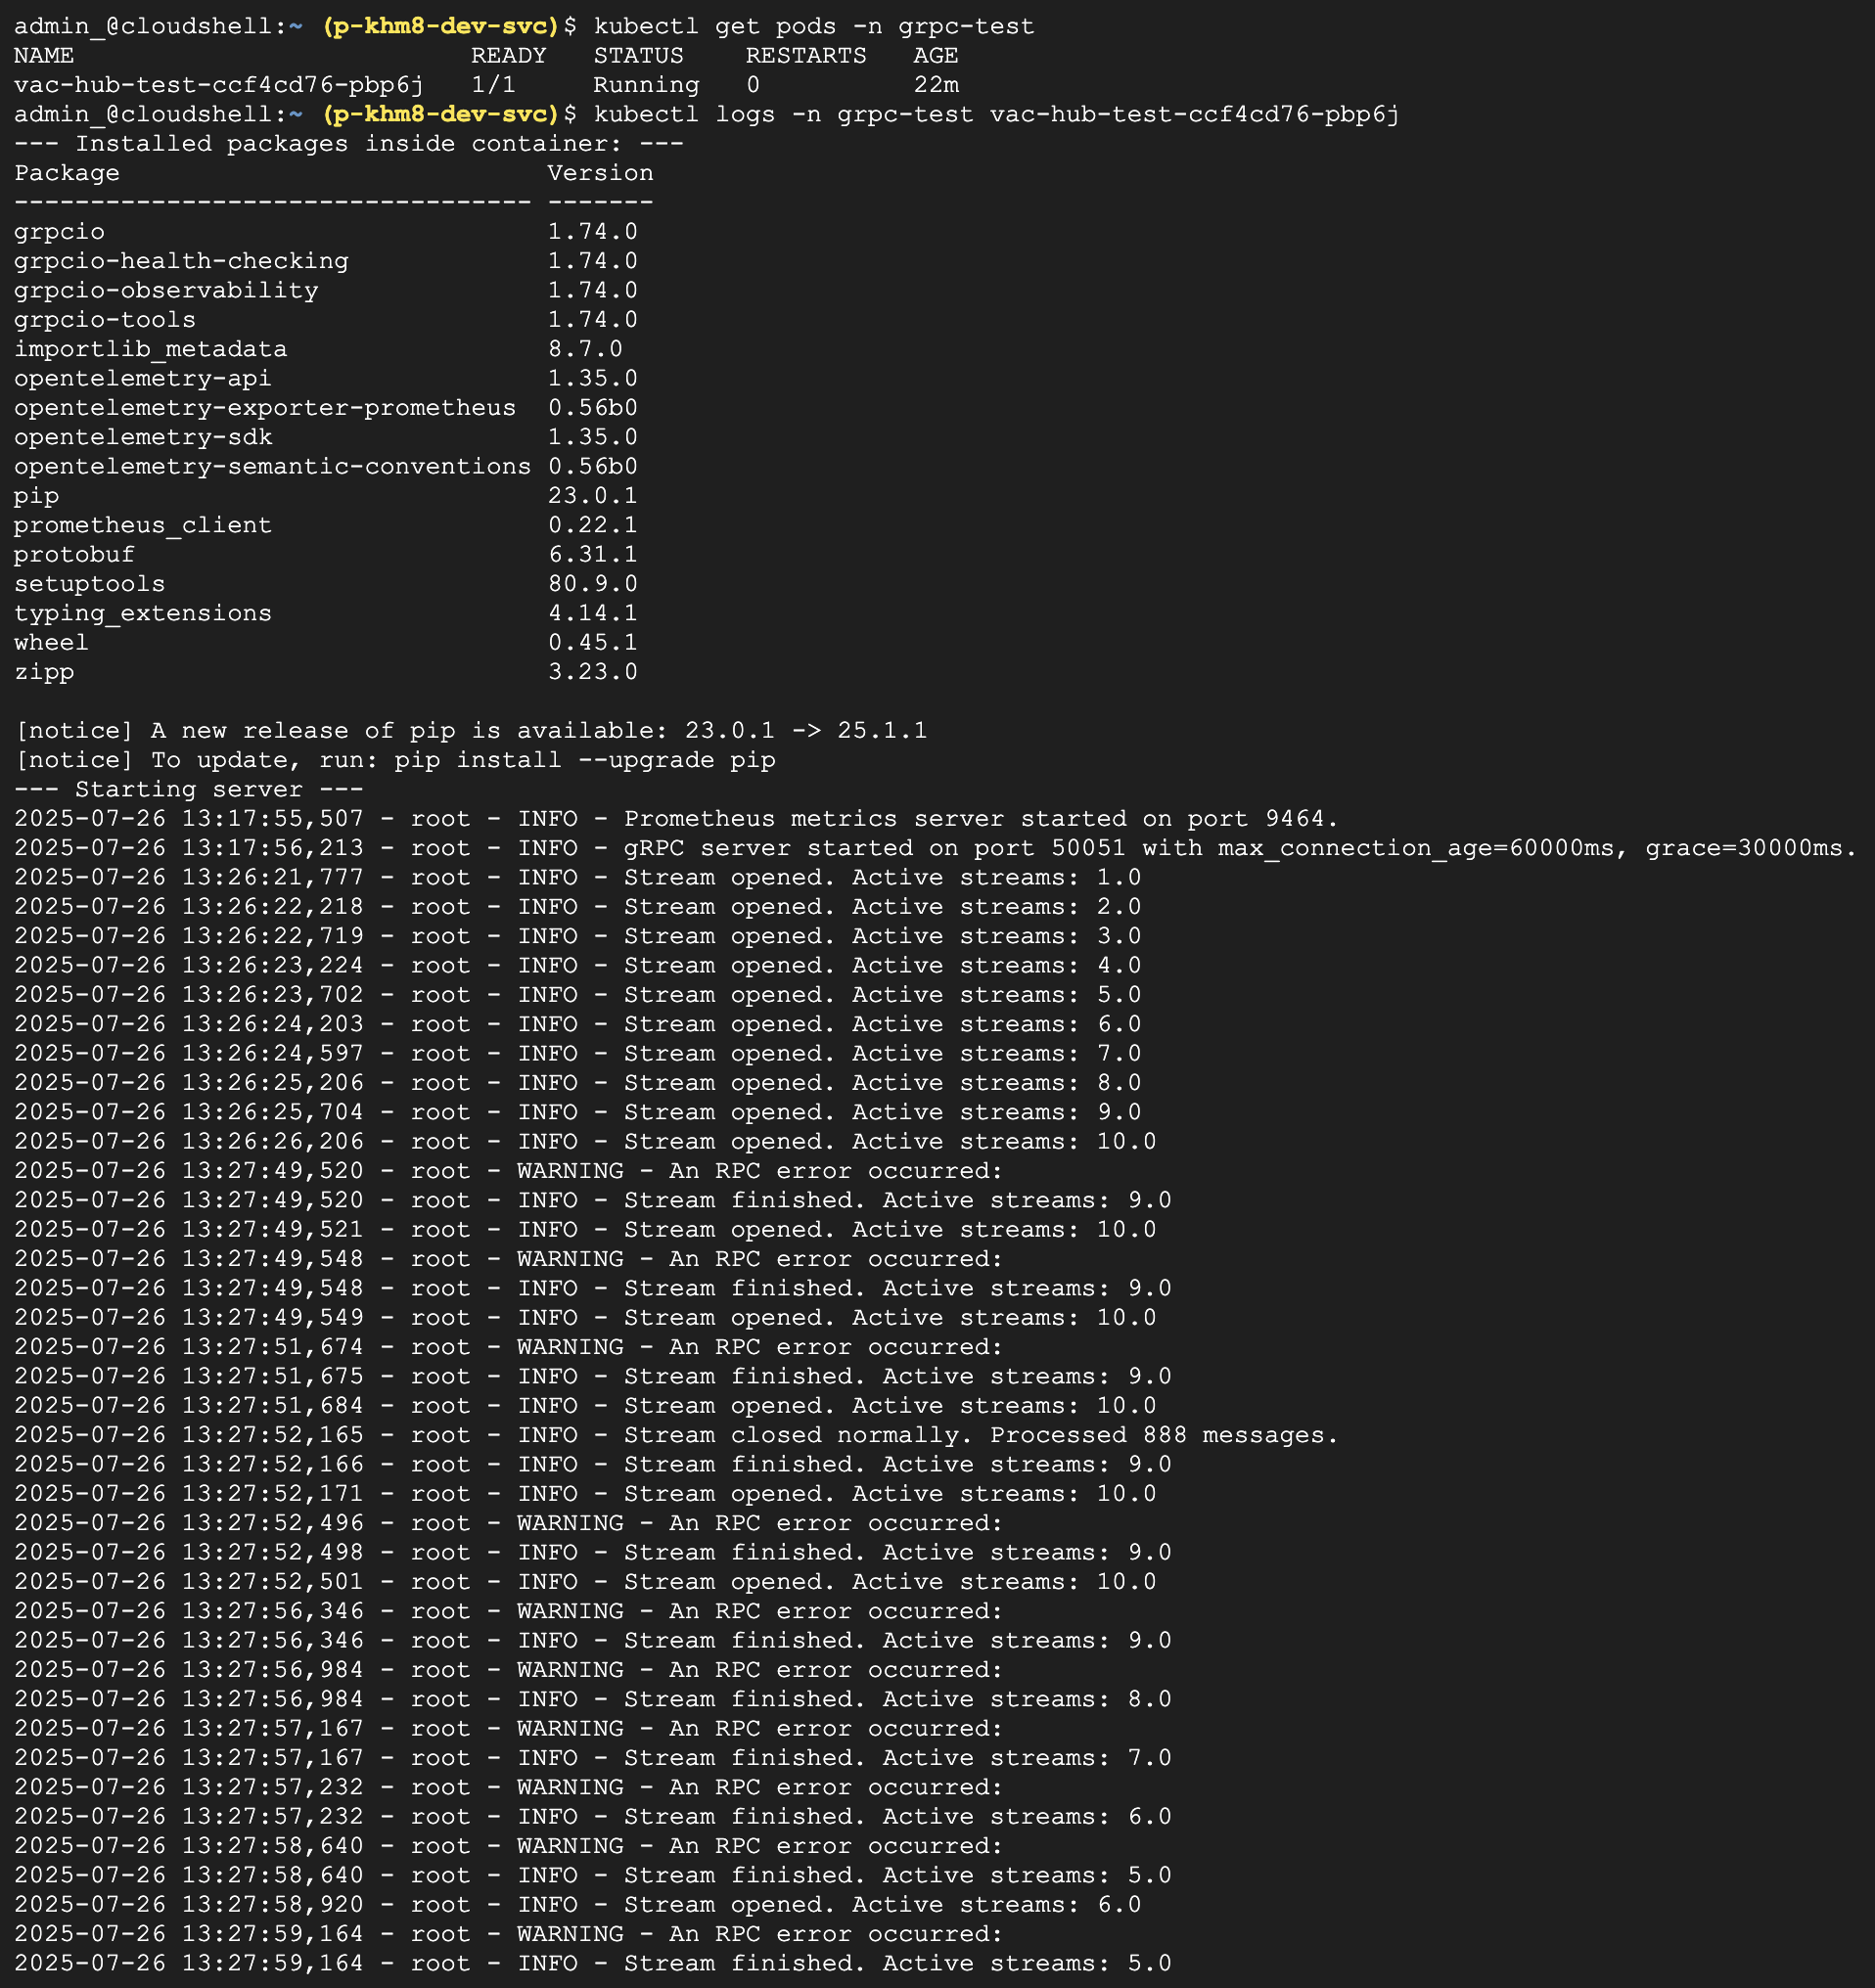 admin_@cloudshell:~ (p-khm8-dev-svc)$ kubectl get pods -n grpc-test
NAME                          READY   STATUS    RESTARTS   AGE
vac-hub-test-ccf4cd76-pbp6j   1/1     Running   0          22m
admin_@cloudshell:~ (p-khm8-dev-svc)$ kubectl logs -n grpc-test vac-hub-test-ccf4cd76-pbp6j
--- Installed packages inside container: ---
Package                            Version
---------------------------------- -------
grpcio                             1.74.0
grpcio-health-checking             1.74.0
grpcio-observability               1.74.0
grpcio-tools                       1.74.0
importlib_metadata                 8.7.0
opentelemetry-api                  1.35.0
opentelemetry-exporter-prometheus  0.56b0
opentelemetry-sdk                  1.35.0
opentelemetry-semantic-conventions 0.56b0
pip                                23.0.1
prometheus_client                  0.22.1
protobuf                           6.31.1
setuptools                         80.9.0
typing_extensions                  4.14.1
wheel                              0.45.1
zipp                               3.23.0

[notice] A new release of pip is available: 23.0.1 -> 25.1.1
[notice] To update, run: pip install --upgrade pip
--- Starting server ---
2025-07-26 13:17:55,507 - root - INFO - Prometheus metrics server started on port 9464.
2025-07-26 13:17:56,213 - root - INFO - gRPC server started on port 50051 with max_connection_age=60000ms, grace=30000ms.
2025-07-26 13:26:21,777 - root - INFO - Stream opened. Active streams: 1.0
2025-07-26 13:26:22,218 - root - INFO - Stream opened. Active streams: 2.0
2025-07-26 13:26:22,719 - root - INFO - Stream opened. Active streams: 3.0
2025-07-26 13:26:23,224 - root - INFO - Stream opened. Active streams: 4.0
2025-07-26 13:26:23,702 - root - INFO - Stream opened. Active streams: 5.0
2025-07-26 13:26:24,203 - root - INFO - Stream opened. Active streams: 6.0
2025-07-26 13:26:24,597 - root - INFO - Stream opened. Active streams: 7.0
2025-07-26 13:26:25,206 - root - INFO - Stream opened. Active streams: 8.0
2025-07-26 13:26:25,704 - root - INFO - Stream opened. Active streams: 9.0
2025-07-26 13:26:26,206 - root - INFO - Stream opened. Active streams: 10.0
2025-07-26 13:27:49,520 - root - WARNING - An RPC error occurred:
2025-07-26 13:27:49,520 - root - INFO - Stream finished. Active streams: 9.0
2025-07-26 13:27:49,521 - root - INFO - Stream opened. Active streams: 10.0
2025-07-26 13:27:49,548 - root - WARNING - An RPC error occurred:
2025-07-26 13:27:49,548 - root - INFO - Stream finished. Active streams: 9.0
2025-07-26 13:27:49,549 - root - INFO - Stream opened. Active streams: 10.0
2025-07-26 13:27:51,674 - root - WARNING - An RPC error occurred:
2025-07-26 13:27:51,675 - root - INFO - Stream finished. Active streams: 9.0
2025-07-26 13:27:51,684 - root - INFO - Stream opened. Active streams: 10.0
2025-07-26 13:27:52,165 - root - INFO - Stream closed normally. Processed 888 messages.
2025-07-26 13:27:52,166 - root - INFO - Stream finished. Active streams: 9.0
2025-07-26 13:27:52,171 - root - INFO - Stream opened. Active streams: 10.0
2025-07-26 13:27:52,496 - root - WARNING - An RPC error occurred:
2025-07-26 13:27:52,498 - root - INFO - Stream finished. Active streams: 9.0
2025-07-26 13:27:52,501 - root - INFO - Stream opened. Active streams: 10.0
2025-07-26 13:27:56,346 - root - WARNING - An RPC error occurred:
2025-07-26 13:27:56,346 - root - INFO - Stream finished. Active streams: 9.0
2025-07-26 13:27:56,984 - root - WARNING - An RPC error occurred:
2025-07-26 13:27:56,984 - root - INFO - Stream finished. Active streams: 8.0
2025-07-26 13:27:57,167 - root - WARNING - An RPC error occurred:
2025-07-26 13:27:57,167 - root - INFO - Stream finished. Active streams: 7.0
2025-07-26 13:27:57,232 - root - WARNING - An RPC error occurred:
2025-07-26 13:27:57,232 - root - INFO - Stream finished. Active streams: 6.0
2025-07-26 13:27:58,640 - root - WARNING - An RPC error occurred:
2025-07-26 13:27:58,640 - root - INFO - Stream finished. Active streams: 5.0
2025-07-26 13:27:58,920 - root - INFO - Stream opened. Active streams: 6.0
2025-07-26 13:27:59,164 - root - WARNING - An RPC error occurred:
2025-07-26 13:27:59,164 - root - INFO - Stream finished. Active streams: 5.0